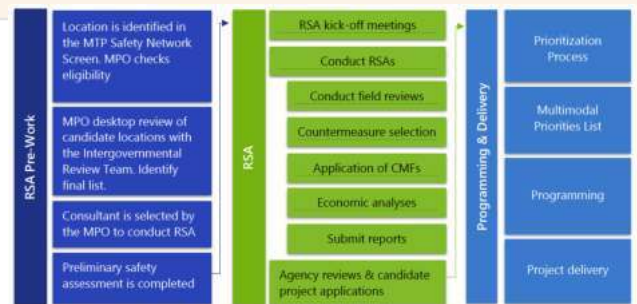 RSA Pre-Work
Location is identified in
the MTP Safety Network
Screen. MPO checks
eligibility
MPO desktop review of
candidate locations with
the Intergovernmental
Review Team. Identify
final list.
Consultant is selected by
the MPO to conduct RSA
Preliminary safety
assessment is completed
RSA
RSA kick-off meetings
Conduct RSAs
Conduct field reviews
Countermeasure selection
Application of CMFs
Economic analyses
Submit reports
Agency reviews & candidate
project applications
Programming & Delivery
Prioritization
Process
Multimodal
Priorities List
Programming
Project delivery